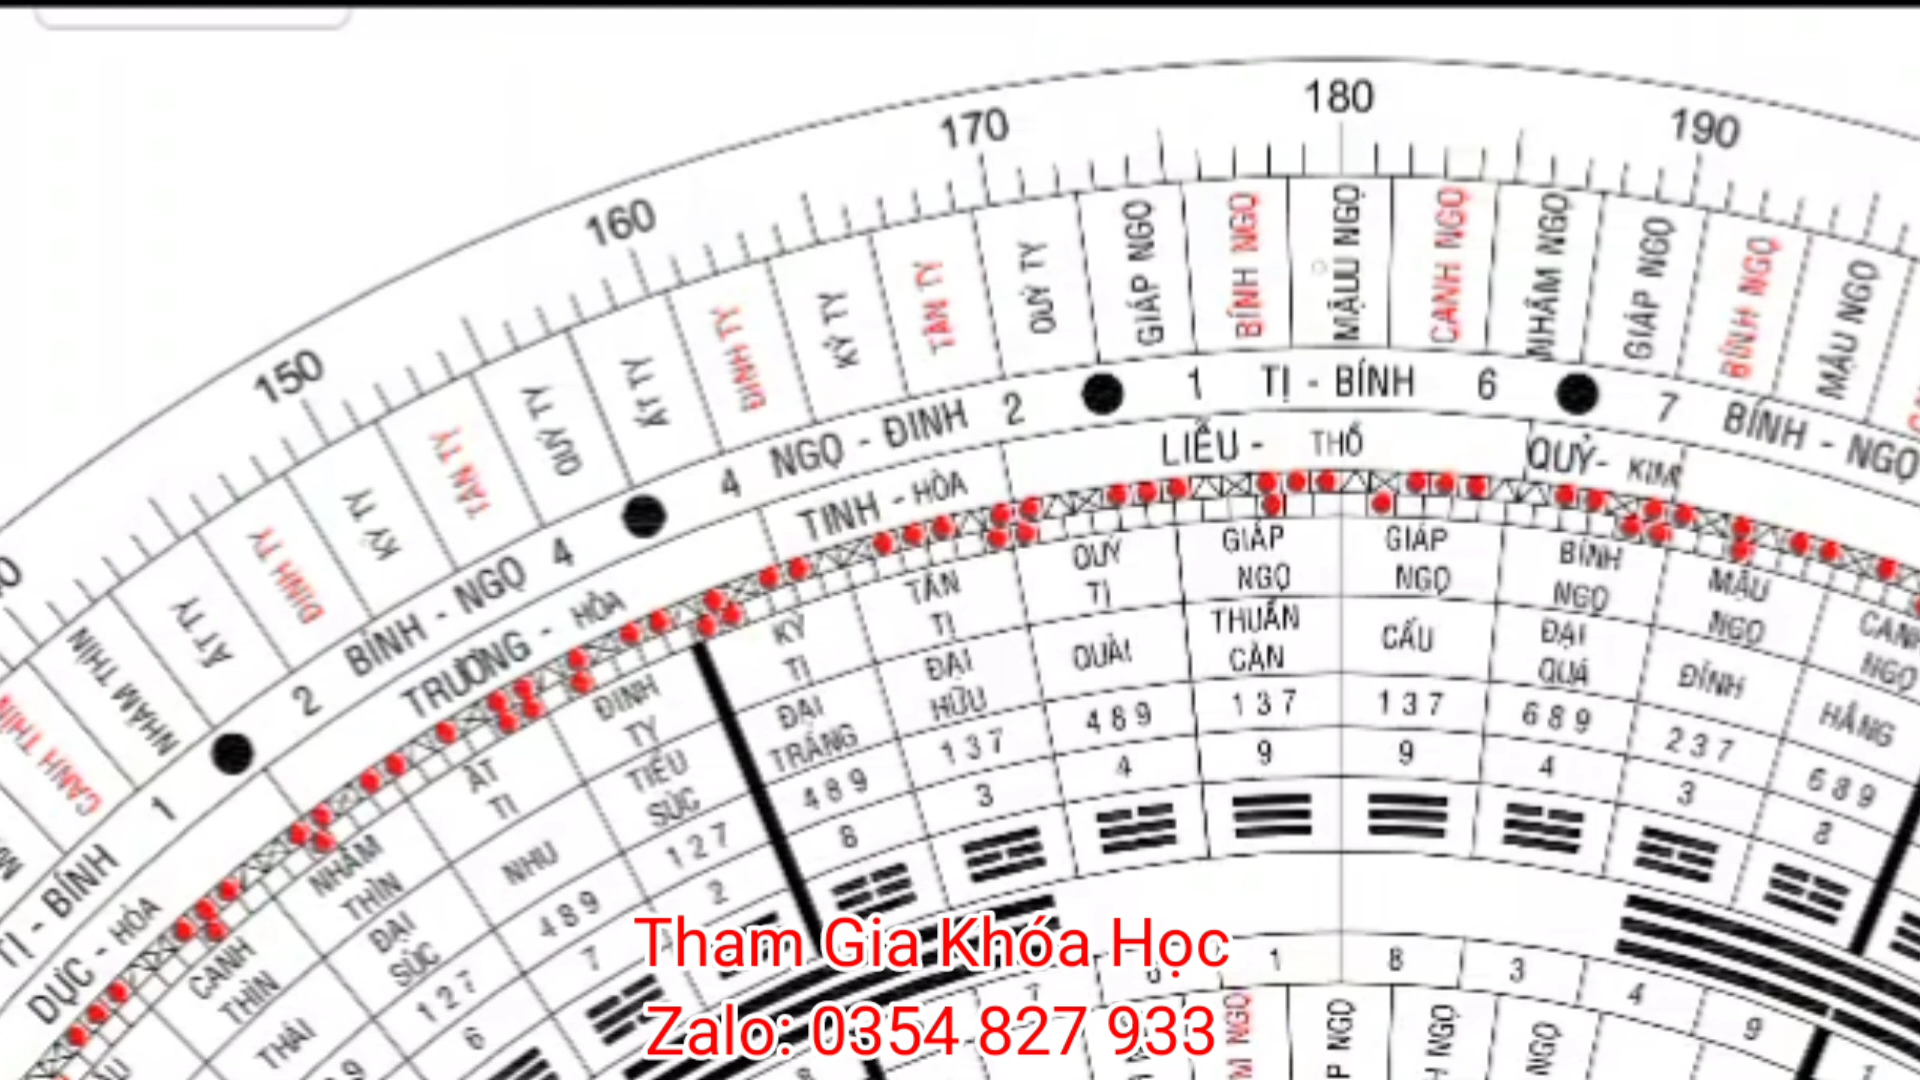 150
160
170
180
190
CANH THÌN
NHÂM THÌN
ẤT TỴ
ĐINH TỴ
KỶ TỴ
TÂN TỴ
QUÝ TỴ
ẤT TỴ
ĐINH TỴ
KỶ TỴ
TÂN TỴ
QUÝ TỴ
GIÁP NGỌ
BÍNH NGỌ
MẬU NGỌ
CANH NGỌ
NHÂM NGỌ
GIÁP NGỌ
BÍNH NGỌ
MẬU NGỌ
TỊ - BÍNH 1
2 BÍNH - NGỌ 4
4 NGỌ - ĐINH 2
1 TỊ - BÍNH 6
7 BÍNH - NGỌ
DỰC - HỎA
TRƯƠNG - HỎA
TINH - HỎA
LIỄU - THỔ
QUỶ- KIM
CANH THÌN
NHÂM THÌN
ẤT TỊ
ĐINH TỴ
KỶ TỊ
TÂN TỊ
QUÝ TỊ
GIÁP NGỌ
GIÁP NGỌ
BÍNH NGỌ
MẬU NGỌ
CANH NGỌ
THÁI
ĐẠI SÚC
NHU
TIỂU SÚC
ĐẠI TRÁNG
ĐẠI HỮU
QUÀI
THUẦN CÀN
CẤU
ĐẠI QUÁ
ĐỈNH
HẰNG
1 2 7
4 8 9
1 2 7
4 8 9
1 3 7
4 8 9
1 3 7
1 3 7
6 8 9
2 3 7
6 8 9
6
7
2
8
3
4
9
9
4
3
8
1
8
3
4
9
NGỌ
Tham Gia Khóa Học
Zalo: 0354 827 933